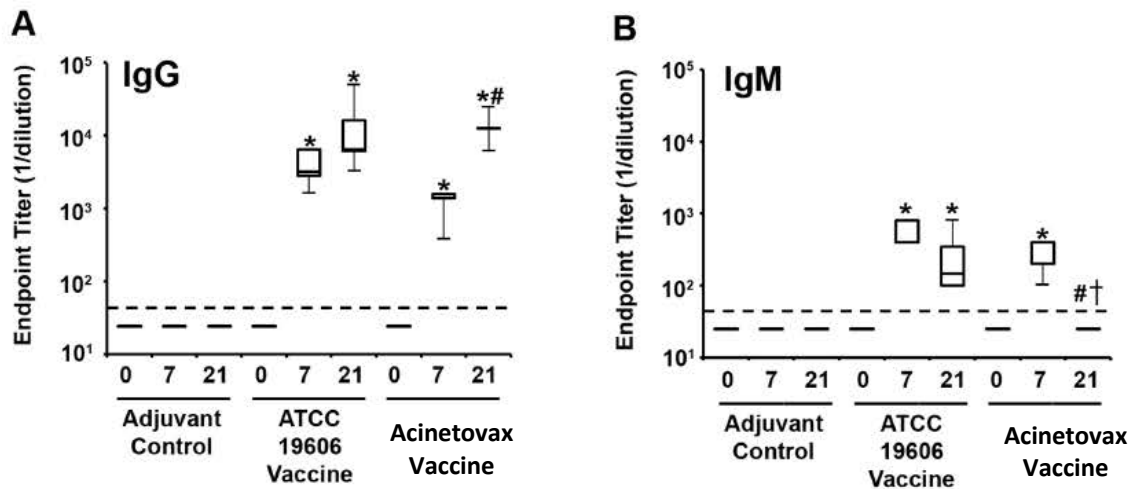 A
IgG
Endpoint Titer (1/dilution)
10⁵
10⁴
10³
10²
10¹
*
*
*
*#
0 7 21 0 7 21 0 7 21
Adjuvant
Control
ATCC
19606
Vaccine
Acinetovax
Vaccine
B
IgM
Endpoint Titer (1/dilution)
10⁵
10⁴
10³
10²
10¹
*
*
*
#†
0 7 21 0 7 21 0 7 21
Adjuvant
Control
ATCC
19606
Vaccine
Acinetovax
Vaccine